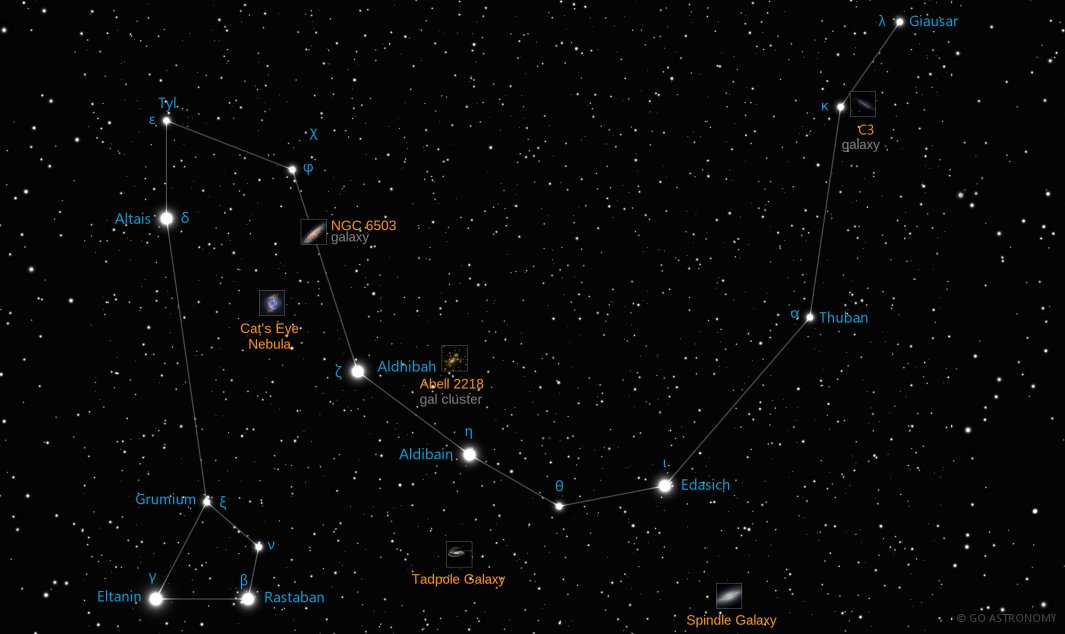 λ Giausar
Tyl
ε
κ
C3
galaxy
χ
φ
Altais δ
NGC 6503
galaxy
Cat's Eye
Nebula
α Thuban
ζ Aldhibah
Abell 2218
gal cluster
η
Aldibain
ι
Edasich
θ
Grumium ξ
ν
Tadpole Galaxy
γ
Eltanin
β
Rastaban
Spindle Galaxy
© GO ASTRONOMY